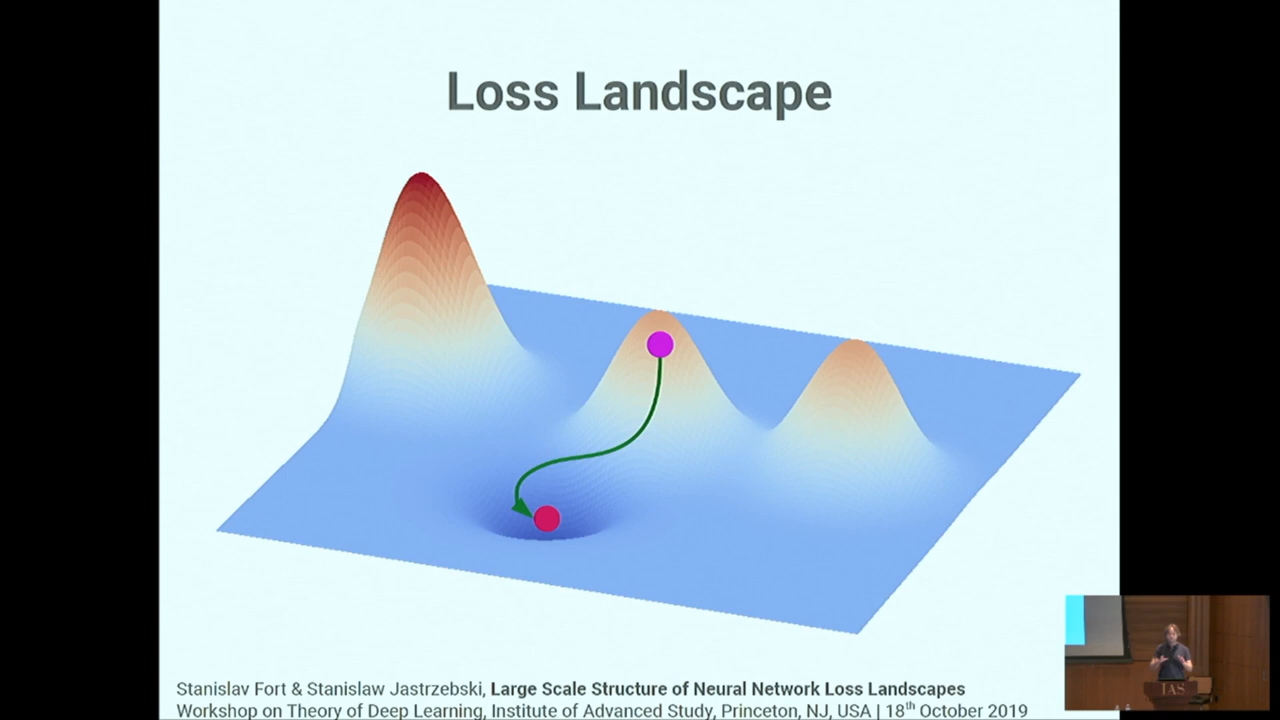 Loss Landscape
Stanislav Fort & Stanislaw Jastrzebski, Large Scale Structure of Neural Network Loss Landscapes
Workshop on Theory of Deep Learning, Institute of Advanced Study, Princeton, NJ, USA | 18th October 2019
IAS